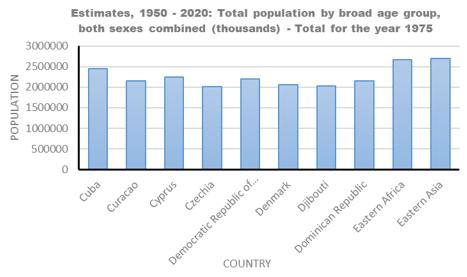 Estimates, 1950 - 2020: Total population by broad age group,
both sexes combined (thousands) - Total for the year 1975
POPULATION
3000000
2500000
2000000
1500000
1000000
500000
0
Cuba
Curacao
Cyprus
Czechia
Democratic Republic of…
Denmark
Djibouti
Dominican Republic
Eastern Africa
Eastern Asia
COUNTRY